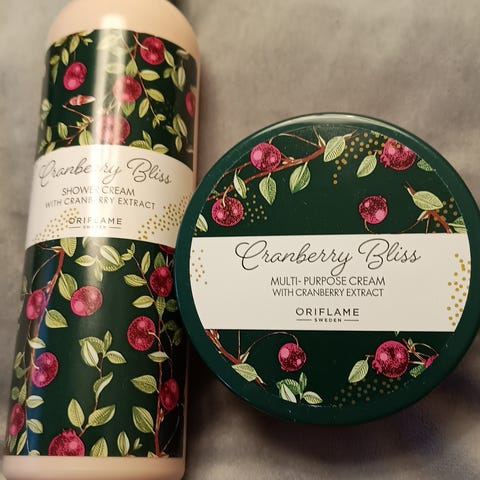 Cranberry Bliss
SHOWER CREAM
WITH CRANBERRY EXTRACT
ORIFLAME
SWEDEN
Cranberry Bliss
MULTI-PURPOSE CREAM
WITH CRANBERRY EXTRACT
ORIFLAME
SWEDEN